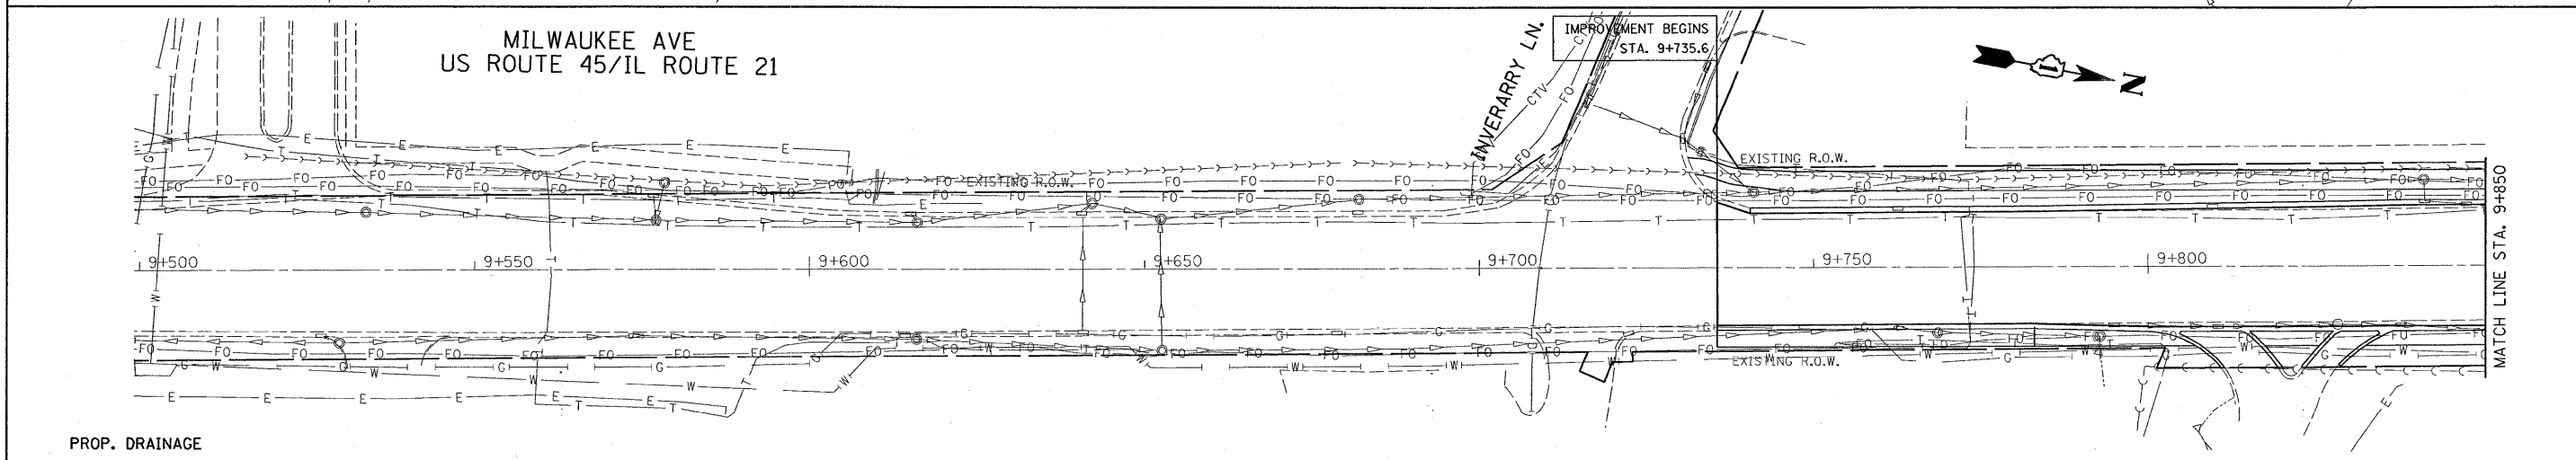 MILWAUKEE AVE
US ROUTE 45/IL ROUTE 21
INVERARRY LN.
IMPROVEMENT BEGINS
STA. 9+735.6
N
EXISTING R.O.W.
EXISTING R.O.W.
9+500
9+550
9+600
9+650
9+700
9+750
9+800
MATCH LINE STA. 9+850
EXISTING R.O.W.
CTV
FO
E
T
G
W
PROP. DRAINAGE